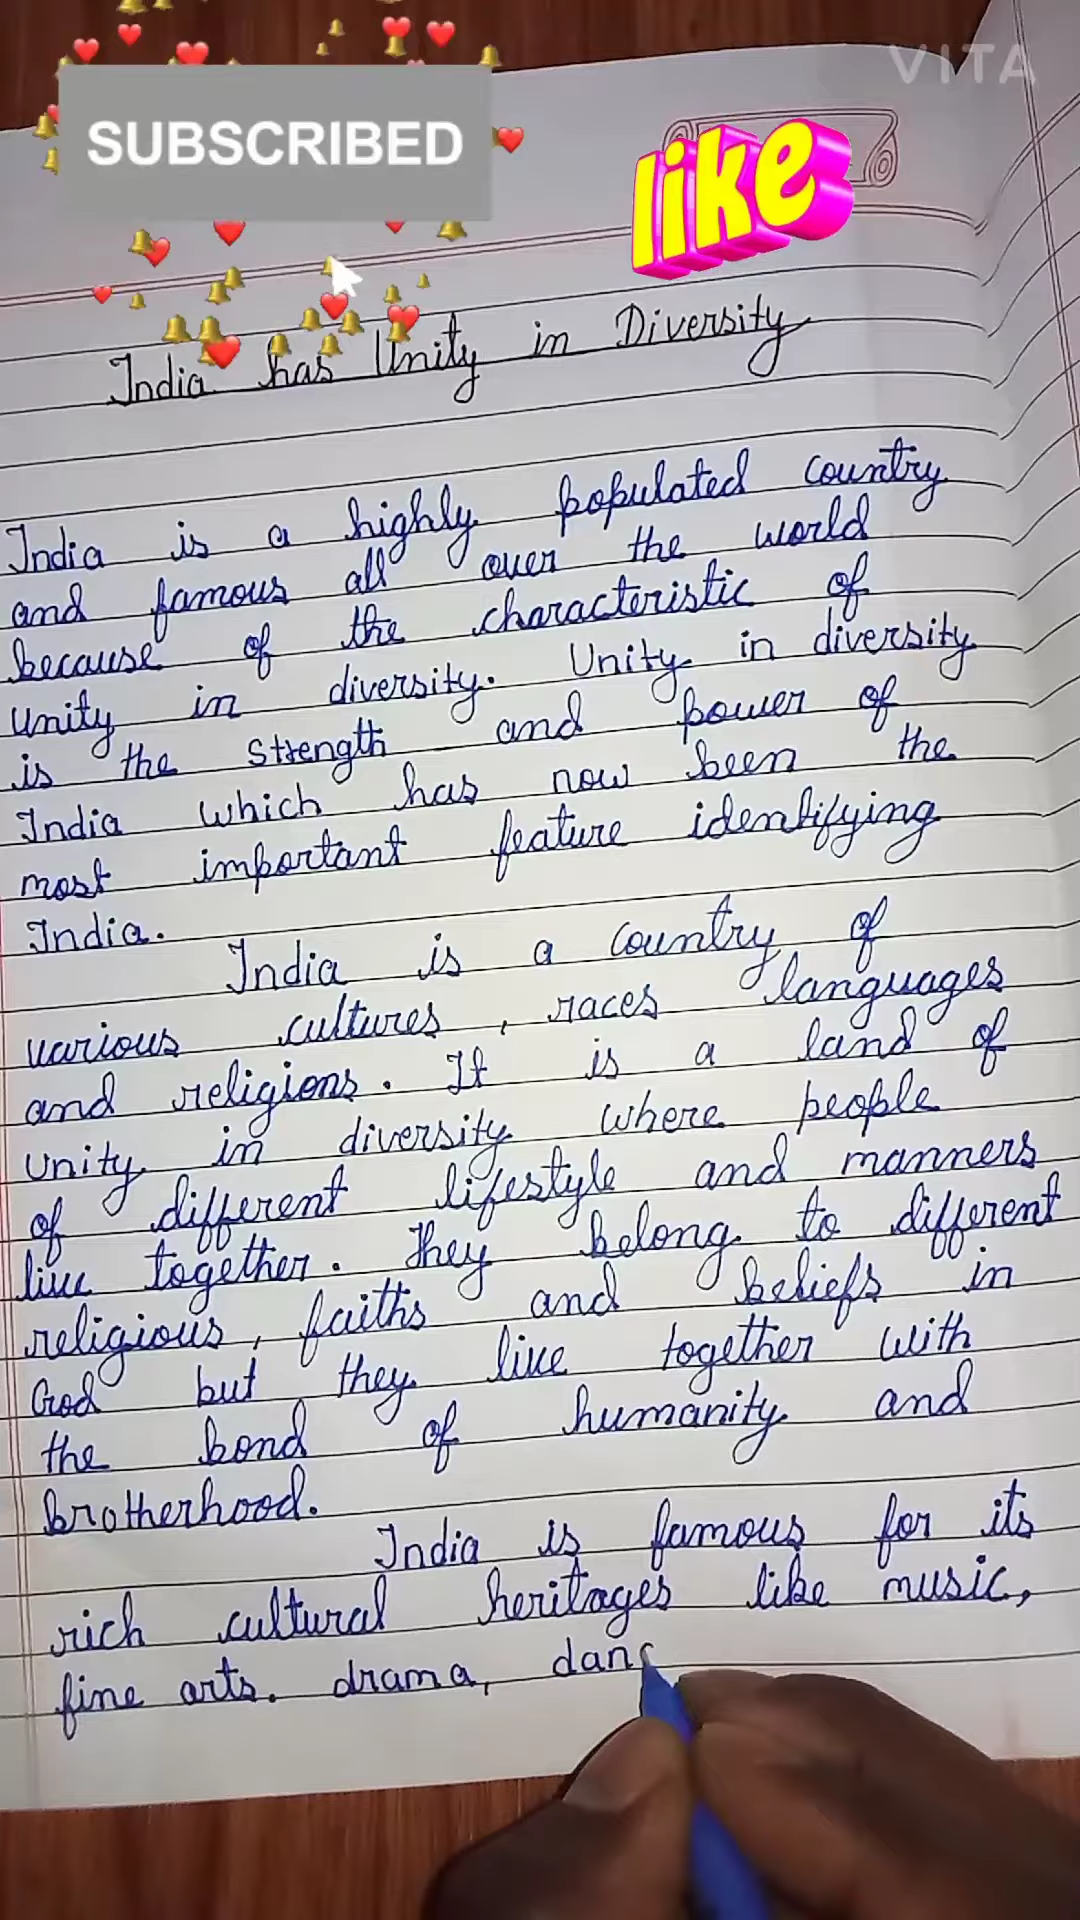 VITA
SUBSCRIBED
like
India has Unity in Diversity
India is a highly populated country
and famous all over the world
because of the characteristic of
unity in diversity. Unity in diversity
is the strength and power of
India which has now been the
most important feature identifying
India.
India is a country of
various cultures, races languages
and religions. It is a land of
unity in diversity where people
of different lifestyle and manners
live together. They belong to different
religious, faiths and beliefs in
God but they live together with
the bond of humanity and
brotherhood.
India is famous for its
rich cultural heritages like music,
fine arts. drama, danc